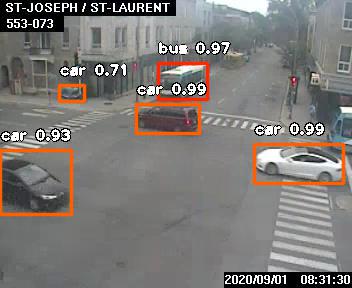 ST-JOSEPH / ST-LAURENT
553-073
bus 0.97
car 0.71
car 0.99
car 0.93
car 0.99
2020/09/01 08:31:30